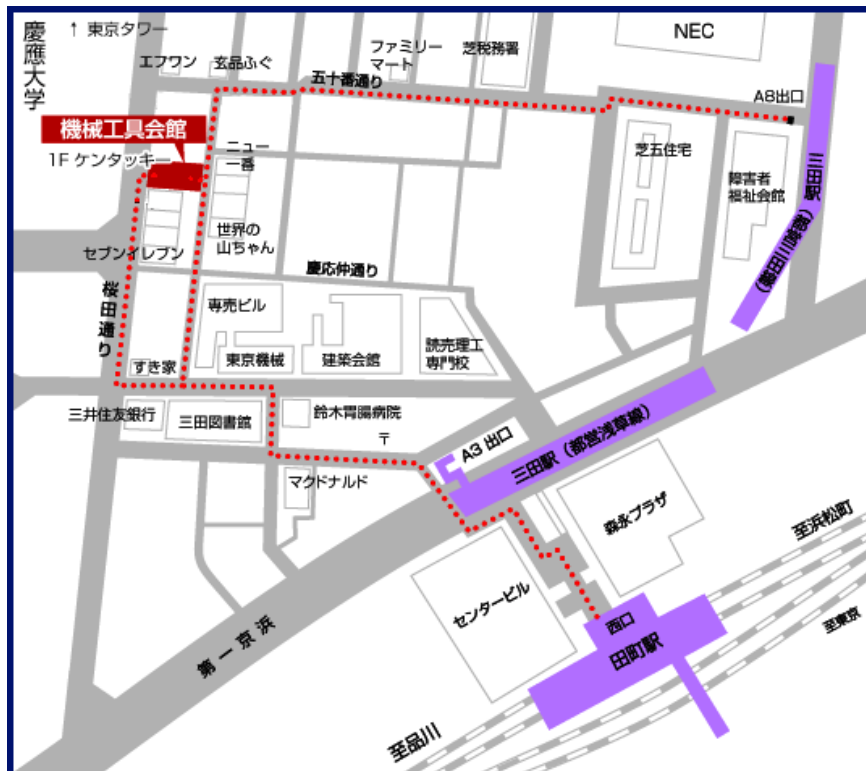 慶應大学
↑ 東京タワー
エフワン
玄品ふぐ
ファミリー
マート
芝税務署
NEC
五十番通り
A8出口
機械工具会館
1F ケンタッキー
ニュー
一番
芝五住宅
障害者
福祉会館
三田駅（都営三田線）
世界の
山ちゃん
セブンイレブン
慶応仲通り
桜田通り
専売ビル
東京機械
建築会館
読売理工
専門校
すき家
三井住友銀行
三田図書館
鈴木胃腸病院
〒
A3 出口
三田駅（都営浅草線）
マクドナルド
森永プラザ
至浜松町
センタービル
西口
至東京
田町駅
第一京浜
至品川